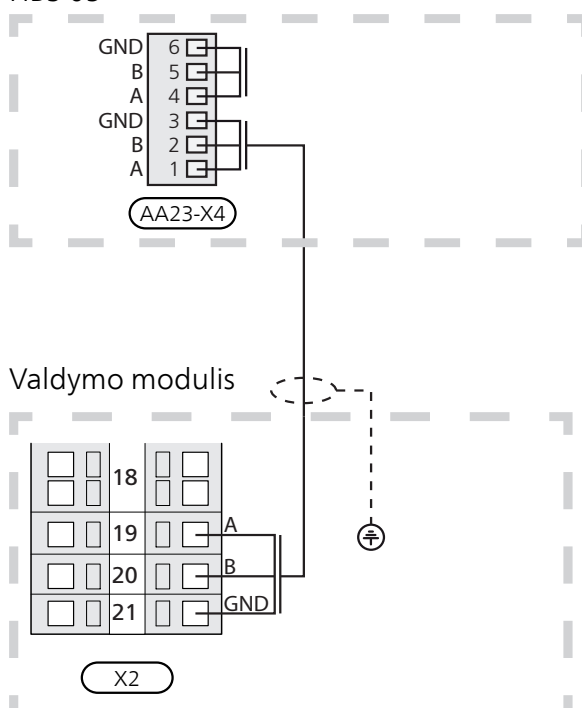 GND 6
B 5
A 4
GND 3
B 2
A 1
AA23-X4
Valdymo modulis
18
19 A
20 B
21 GND
X2